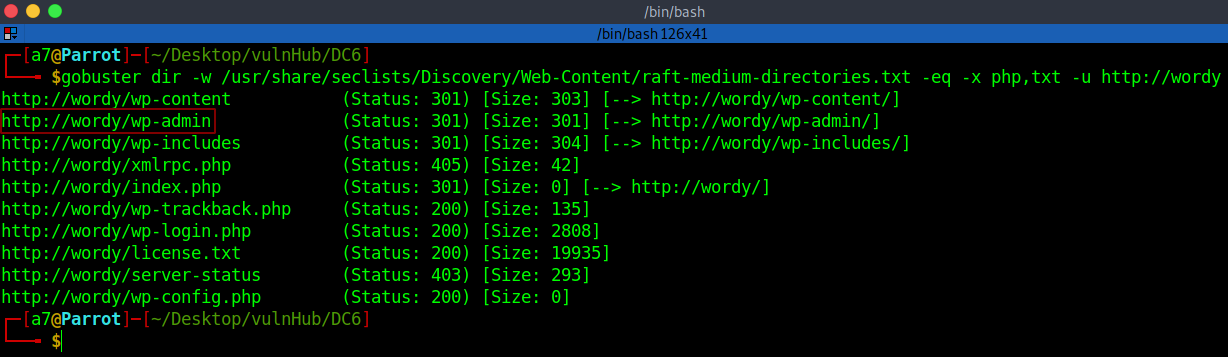 /bin/bash
/bin/bash 126x41
[a7@Parrot]-[~/Desktop/vulnHub/DC6]
$gobuster dir -w /usr/share/seclists/Discovery/Web-Content/raft-medium-directories.txt -eq -x php,txt -u http://wordy
http://wordy/wp-content (Status: 301) [Size: 303] [--> http://wordy/wp-content/]
http://wordy/wp-admin (Status: 301) [Size: 301] [--> http://wordy/wp-admin/]
http://wordy/wp-includes (Status: 301) [Size: 304] [--> http://wordy/wp-includes/]
http://wordy/xmlrpc.php (Status: 405) [Size: 42]
http://wordy/index.php (Status: 301) [Size: 0] [--> http://wordy/]
http://wordy/wp-trackback.php (Status: 200) [Size: 135]
http://wordy/wp-login.php (Status: 200) [Size: 2808]
http://wordy/license.txt (Status: 200) [Size: 19935]
http://wordy/server-status (Status: 403) [Size: 293]
http://wordy/wp-config.php (Status: 200) [Size: 0]
[a7@Parrot]-[~/Desktop/vulnHub/DC6]
$